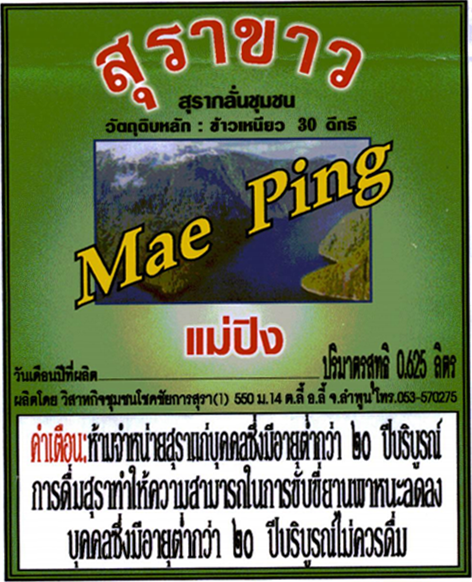 สุราขาว
สุรากลั่นชุมชน
วัตถุดิบหลัก : ข้าวเหนียว 30 ดีกรี
Mae Ping
แม่ปิง
วันเดือนปีที่ผลิต ปริมาตรสุทธิ 0.625 ลิตร
ผลิตโดย วิสาหกิจชุมชนโชคชัยการสุรา(1) 550 ม.14 ต.ลี้ อ.ลี้ จ.ลำพูน โทร.053-570275
คำเตือน:ห้ามจำหน่ายสุราแก่บุคคลซึ่งมีอายุต่ำกว่า ๒๐ ปีบริบูรณ์
การดื่มสุราทำให้ความสามารถในการขับขี่ยานพาหนะลดลง
บุคคลซึ่งมีอายุต่ำกว่า ๒๐ ปีบริบูรณ์ไม่ควรดื่ม